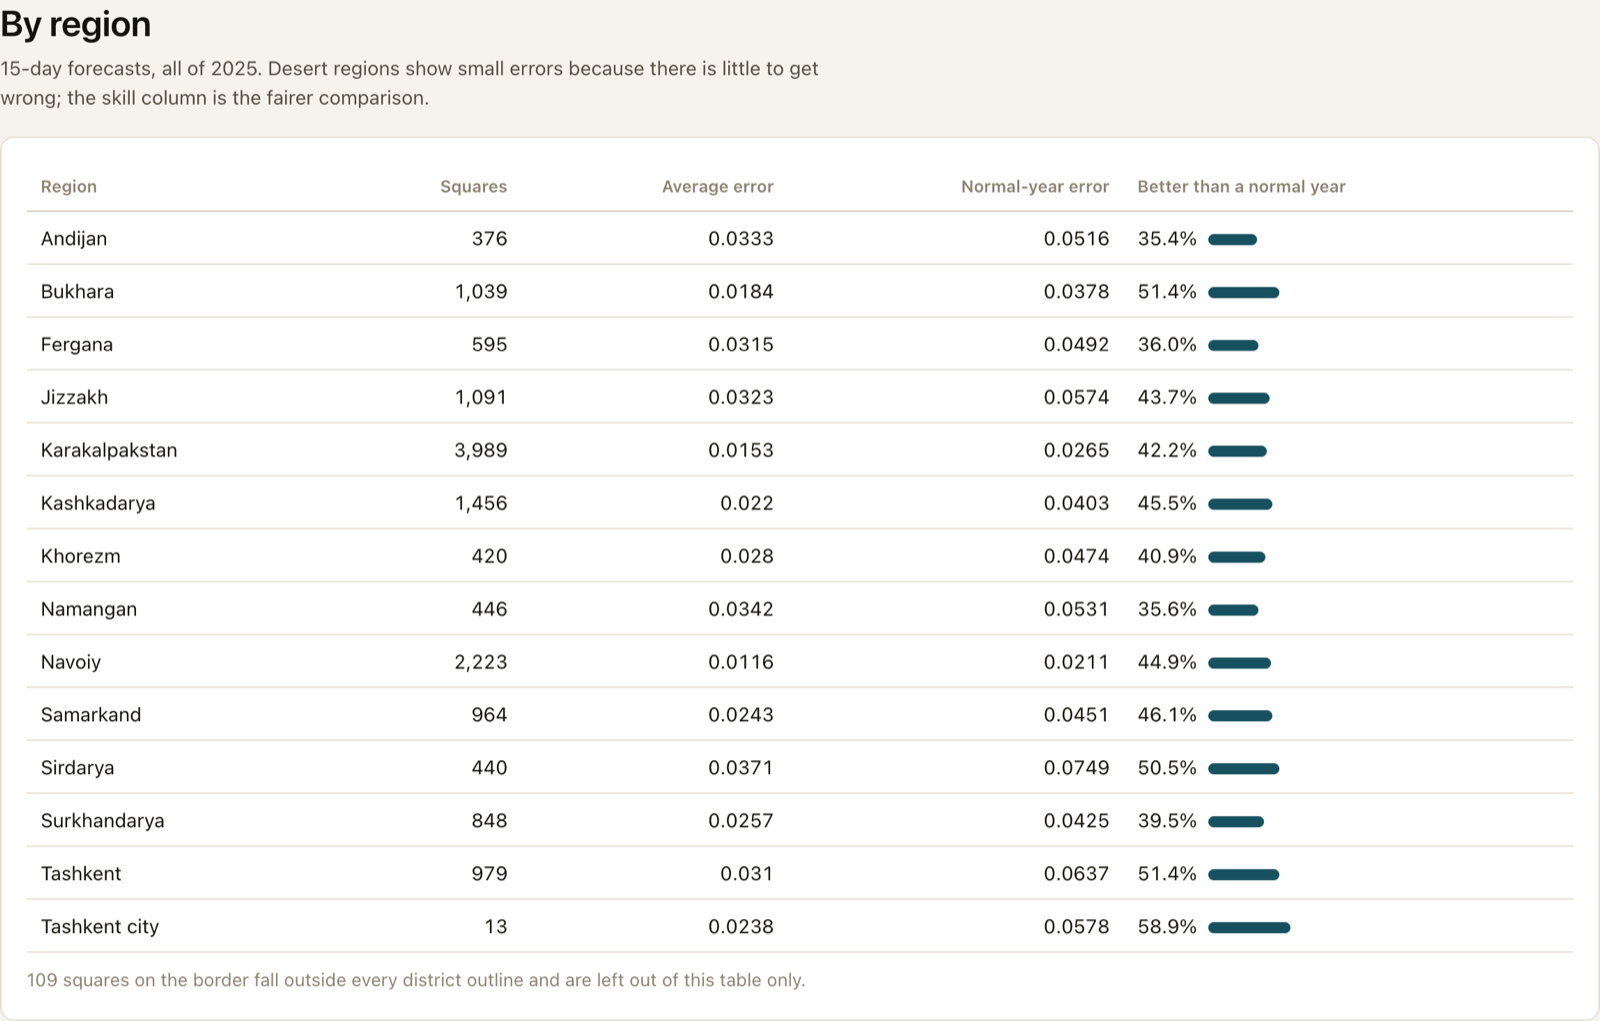 By region
15-day forecasts, all of 2025. Desert regions show small errors because there is little to get
wrong; the skill column is the fairer comparison.
Region Squares Average error Normal-year error Better than a normal year
Andijan 376 0.0333 0.0516 35.4%
Bukhara 1,039 0.0184 0.0378 51.4%
Fergana 595 0.0315 0.0492 36.0%
Jizzakh 1,091 0.0323 0.0574 43.7%
Karakalpakstan 3,989 0.0153 0.0265 42.2%
Kashkadarya 1,456 0.022 0.0403 45.5%
Khorezm 420 0.028 0.0474 40.9%
Namangan 446 0.0342 0.0531 35.6%
Navoiy 2,223 0.0116 0.0211 44.9%
Samarkand 964 0.0243 0.0451 46.1%
Sirdarya 440 0.0371 0.0749 50.5%
Surkhandarya 848 0.0257 0.0425 39.5%
Tashkent 979 0.031 0.0637 51.4%
Tashkent city 13 0.0238 0.0578 58.9%
109 squares on the border fall outside every district outline and are left out of this table only.